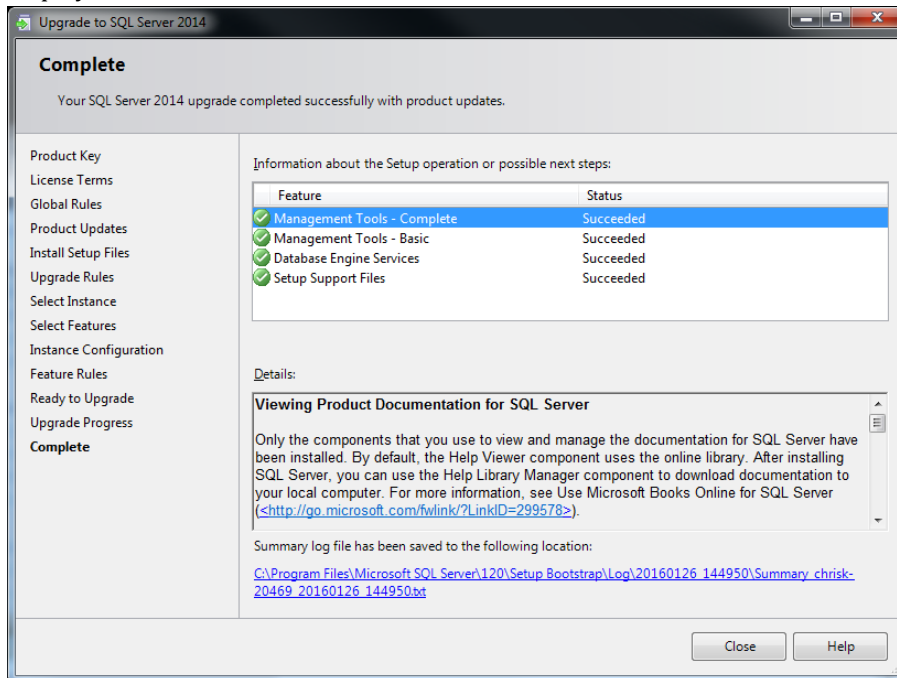 Upgrade to SQL Server 2014
Complete
Your SQL Server 2014 upgrade completed successfully with product updates.
Product Key
License Terms
Global Rules
Product Updates
Install Setup Files
Upgrade Rules
Select Instance
Select Features
Instance Configuration
Feature Rules
Ready to Upgrade
Upgrade Progress
Complete
Information about the Setup operation or possible next steps:
Feature Status
Management Tools - Complete Succeeded
Management Tools - Basic Succeeded
Database Engine Services Succeeded
Setup Support Files Succeeded
Details:
Viewing Product Documentation for SQL Server
Only the components that you use to view and manage the documentation for SQL Server have
been installed. By default, the Help Viewer component uses the online library. After installing
SQL Server, you can use the Help Library Manager component to download documentation to
your local computer. For more information, see Use Microsoft Books Online for SQL Server
(<http://go.microsoft.com/fwlink/?LinkID=299578>).
Summary log file has been saved to the following location:
C:\Program Files\Microsoft SQL Server\120\Setup Bootstrap\Log\20160126_144950\Summary_chrisk-
20469_20160126_144950.txt
Close Help